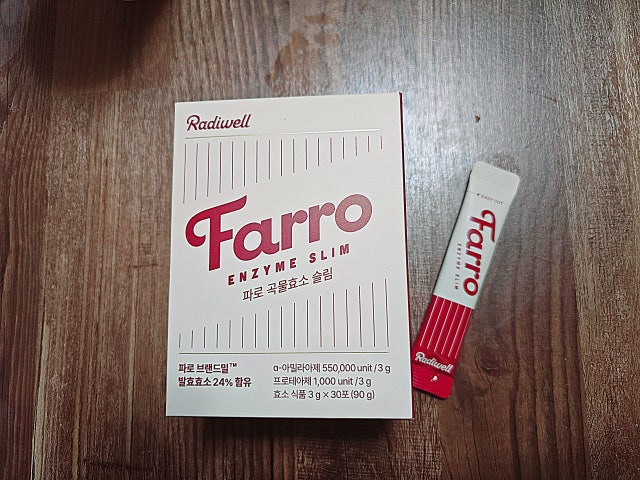 Radiwell
Farro
ENZYME SLIM
파로 곡물효소 슬림
파로 브랜드밀™
발효효소 24% 함유
α-아밀라아제 550,000 unit / 3 g
프로테아제 1,000 unit / 3 g
효소 식품 3 g × 30포 (90 g)
Farro
ENZYME SLIM
Radiwell